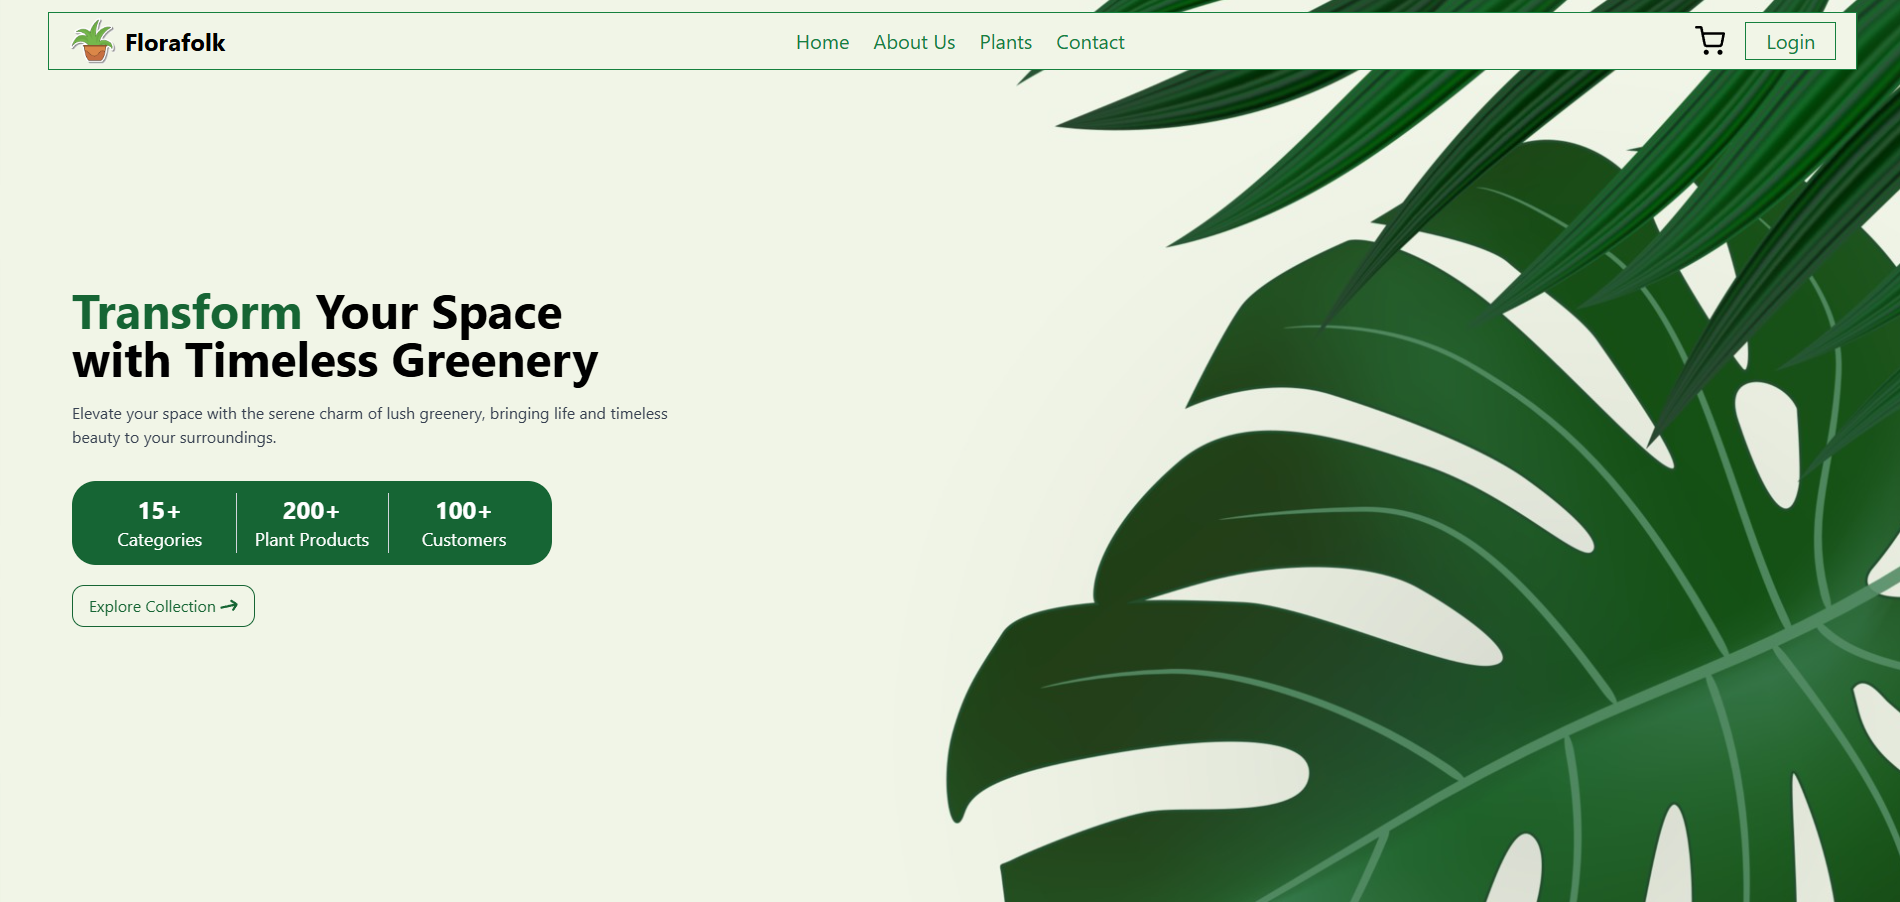 Florafolk
Home About Us Plants Contact
Login
Transform Your Space
with Timeless Greenery
Elevate your space with the serene charm of lush greenery, bringing life and timeless
beauty to your surroundings.
15+ 200+ 100+
Categories Plant Products Customers
Explore Collection